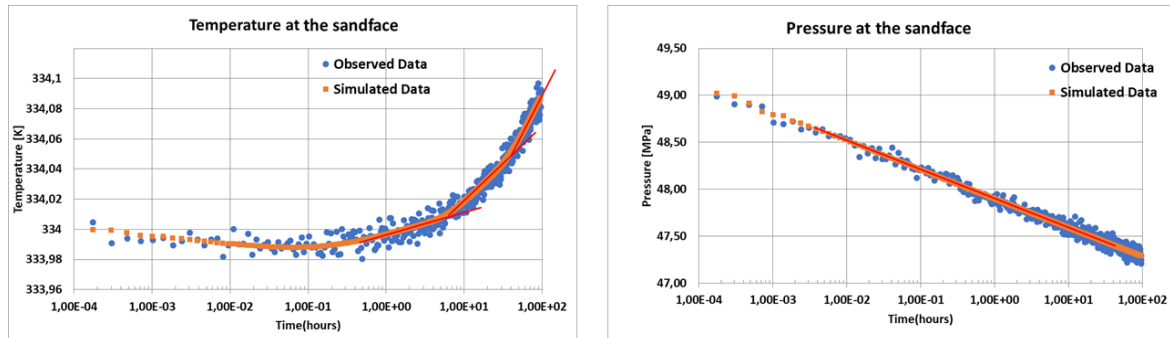 Temperature at the sandface
Observed Data
Simulated Data
Temperature [K]
334,1
334,08
334,06
334,04
334,02
334
333,98
333,96
1,00E-04 1,00E-03 1,00E-02 1,00E-01 1,00E+00 1,00E+01 1,00E+02
Time(hours)
Pressure at the sandface
Observed Data
Simulated Data
Pressure [MPa]
49,50
49,00
48,50
48,00
47,50
47,00
1,00E-04 1,00E-03 1,00E-02 1,00E-01 1,00E+00 1,00E+01 1,00E+02
Time(hours)